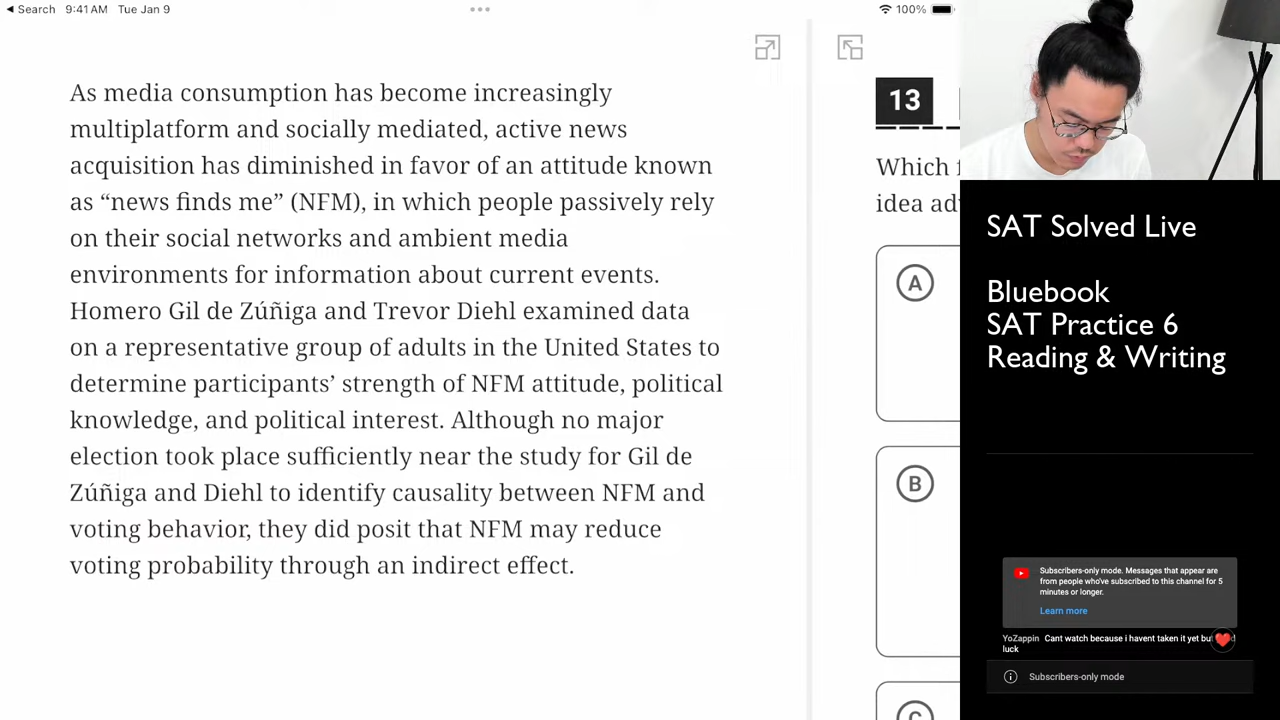 Search 9:41 AM Tue Jan 9
100%
As media consumption has become increasingly
multiplatform and socially mediated, active news
acquisition has diminished in favor of an attitude known
as “news finds me” (NFM), in which people passively rely
on their social networks and ambient media
environments for information about current events.
Homero Gil de Zúñiga and Trevor Diehl examined data
on a representative group of adults in the United States to
determine participants’ strength of NFM attitude, political
knowledge, and political interest. Although no major
election took place sufficiently near the study for Gil de
Zúñiga and Diehl to identify causality between NFM and
voting behavior, they did posit that NFM may reduce
voting probability through an indirect effect.
13
Which
idea
A
B
C
SAT Solved Live
Bluebook
SAT Practice 6
Reading & Writing
Subscribers-only mode. Messages that appear are
from people who've subscribed to this channel for 5
minutes or longer.
Learn more
YoZappin Cant watch because i havent taken it yet
luck
Subscribers-only mode